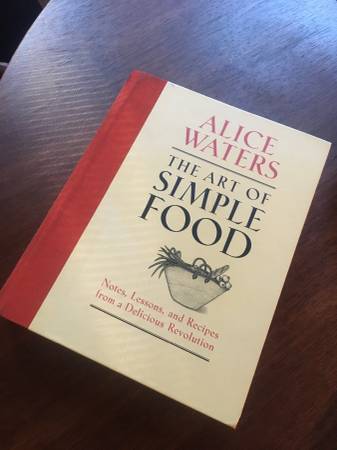 ALICE
WATERS
THE ART OF
SIMPLE
FOOD
Notes, Lessons, and Recipes
from a Delicious Revolution